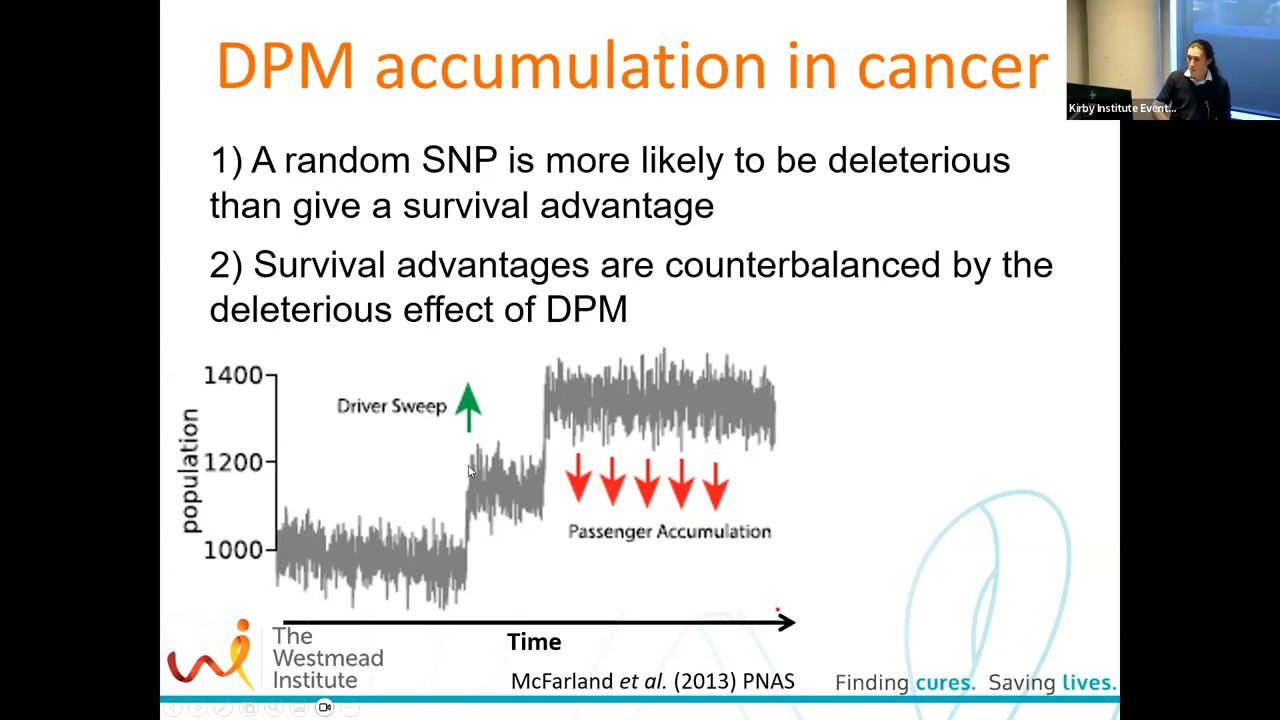 DPM accumulation in cancer
Kirby Institute Event...
1) A random SNP is more likely to be deleterious
than give a survival advantage
2) Survival advantages are counterbalanced by the
deleterious effect of DPM
1400
Driver Sweep
population
1200
Passenger Accumulation
1000
Time
The
Westmead
Institute
McFarland et al. (2013) PNAS
Finding cures. Saving lives.